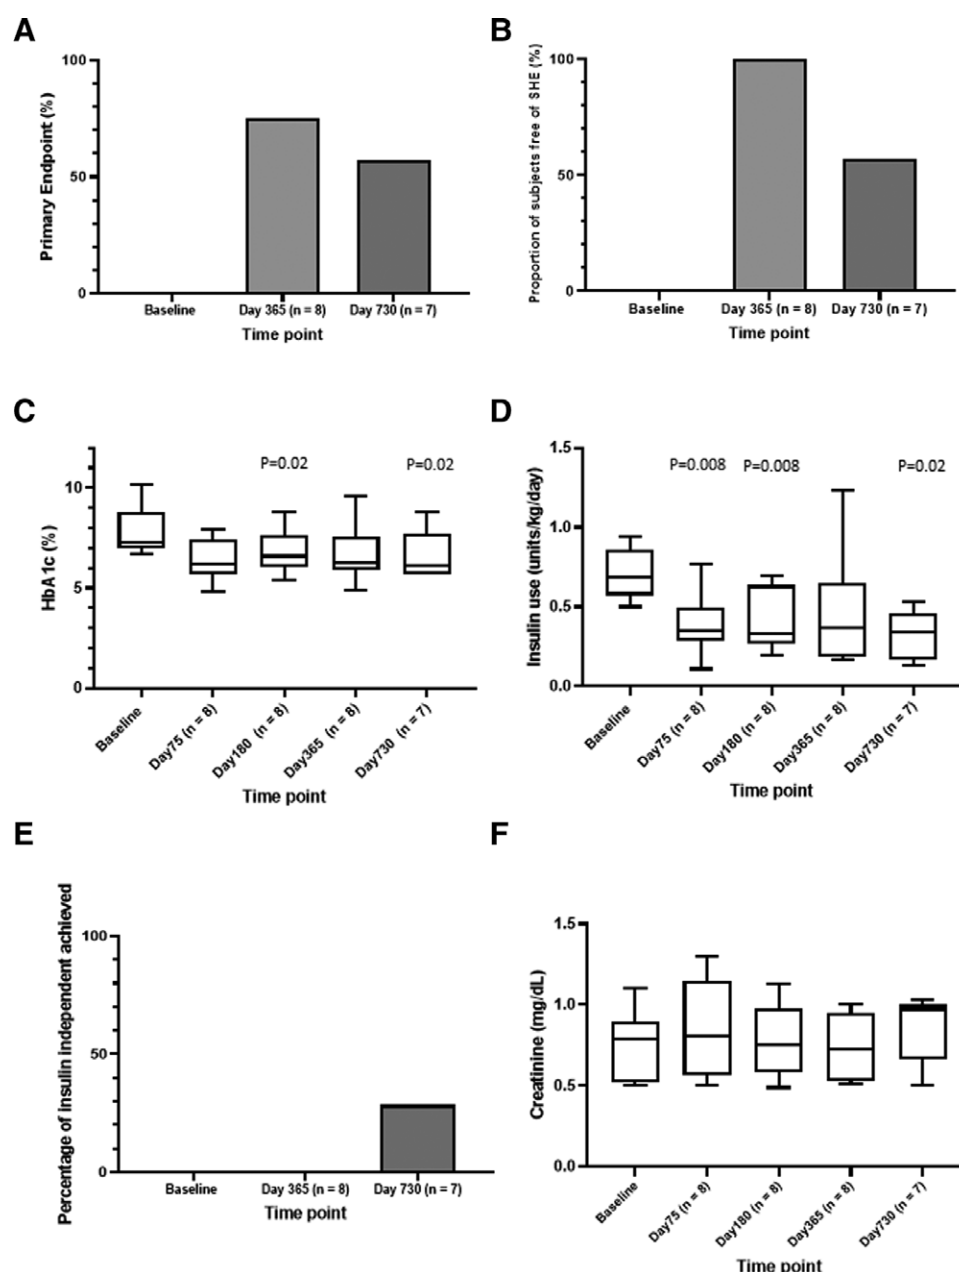 A
Primary Endpoint (%)
100
50
0
Baseline
Day 365 (n = 8)
Day 730 (n = 7)
Time point
B
Proportion of subjects free of SHE (%)
100
50
0
Baseline
Day 365 (n = 8)
Day 730 (n = 7)
Time point
C
HbA1c (%)
10
5
0
P=0.02
P=0.02
Baseline
Day75 (n = 8)
Day180 (n = 8)
Day365 (n = 8)
Day730 (n = 7)
Time point
D
Insulin use (units/kg/day)
1.5
1.0
0.5
0.0
P=0.008
P=0.008
P=0.02
Baseline
Day75 (n = 8)
Day180 (n = 8)
Day365 (n = 8)
Day730 (n = 7)
Time point
E
Percentage of insulin independent achieved
100
50
0
Baseline
Day 365 (n = 8)
Day 730 (n = 7)
Time point
F
Creatinine (mg/dL)
1.5
1.0
0.5
0.0
Baseline
Day75 (n = 8)
Day180 (n = 8)
Day365 (n = 8)
Day730 (n = 7)
Time point